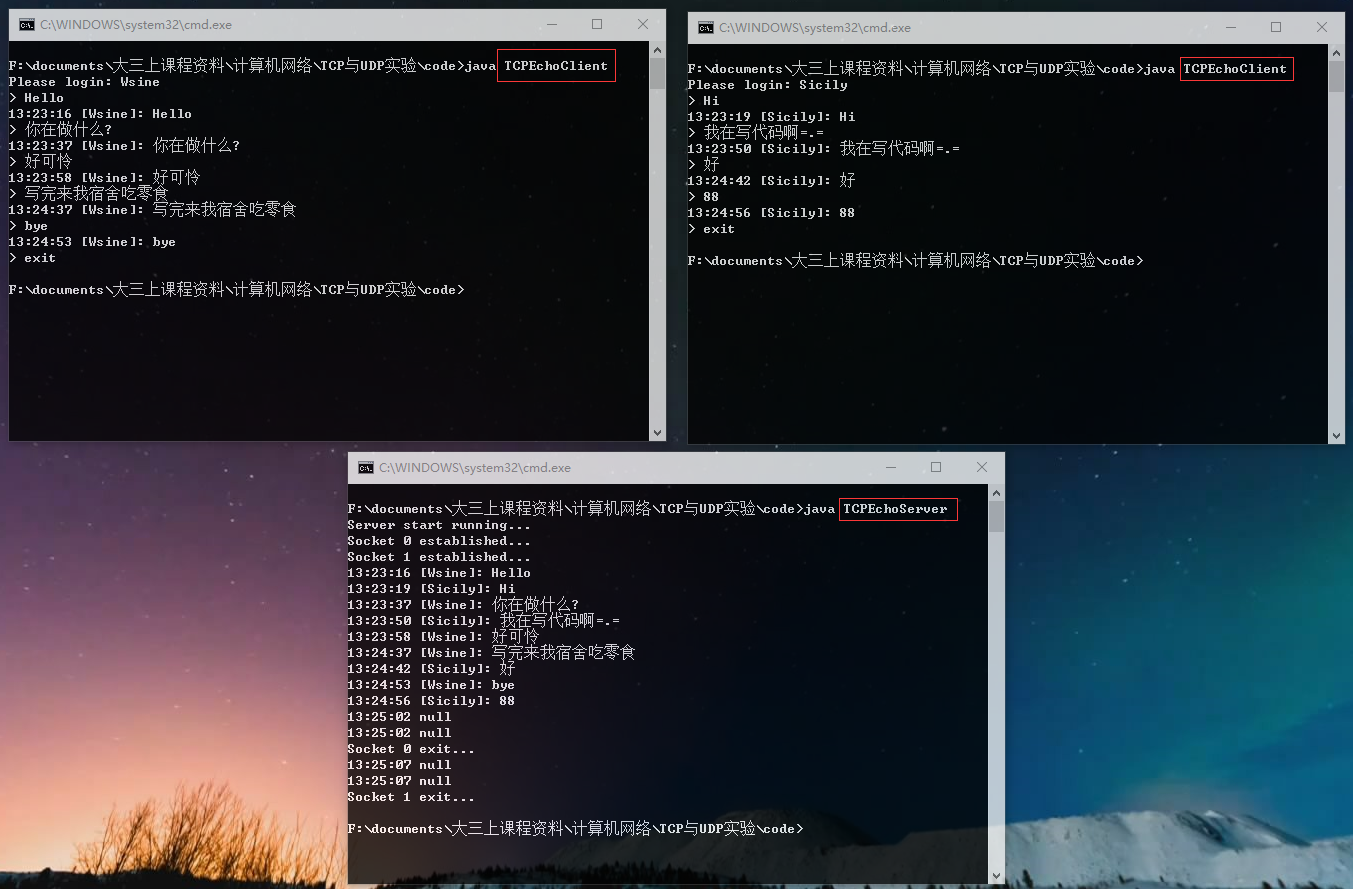 C:\WINDOWS\system32\cmd.exe
F:\documents\大三上课程资料\计算机网络\TCP与UDP实验\code>java TCPEchoClient
Please login: Wsine
> Hello
13:23:16 [Wsine]: Hello
> 你在做什么?
13:23:37 [Wsine]: 你在做什么?
> 好可怜
13:23:58 [Wsine]: 好可怜
> 写完来我宿舍吃零食
13:24:37 [Wsine]: 写完来我宿舍吃零食
> bye
13:24:53 [Wsine]: bye
> exit
F:\documents\大三上课程资料\计算机网络\TCP与UDP实验\code>
C:\WINDOWS\system32\cmd.exe
F:\documents\大三上课程资料\计算机网络\TCP与UDP实验\code>java TCPEchoClient
Please login: Sicily
> Hi
13:23:19 [Sicily]: Hi
> 我在写代码啊=.=
13:23:50 [Sicily]: 我在写代码啊=.=
> 好
13:24:42 [Sicily]: 好
> 88
13:24:56 [Sicily]: 88
> exit
F:\documents\大三上课程资料\计算机网络\TCP与UDP实验\code>
C:\WINDOWS\system32\cmd.exe
F:\documents\大三上课程资料\计算机网络\TCP与UDP实验\code>java TCPEchoServer
Server start running...
Socket 0 established...
Socket 1 established...
13:23:16 [Wsine]: Hello
13:23:19 [Sicily]: Hi
13:23:37 [Wsine]: 你在做什么?
13:23:50 [Sicily]: 我在写代码啊=.=
13:23:58 [Wsine]: 好可怜
13:24:37 [Wsine]: 写完来我宿舍吃零食
13:24:42 [Sicily]: 好
13:24:53 [Wsine]: bye
13:24:56 [Sicily]: 88
13:25:02 null
13:25:02 null
Socket 0 exit...
13:25:07 null
13:25:07 null
Socket 1 exit...
F:\documents\大三上课程资料\计算机网络\TCP与UDP实验\code>